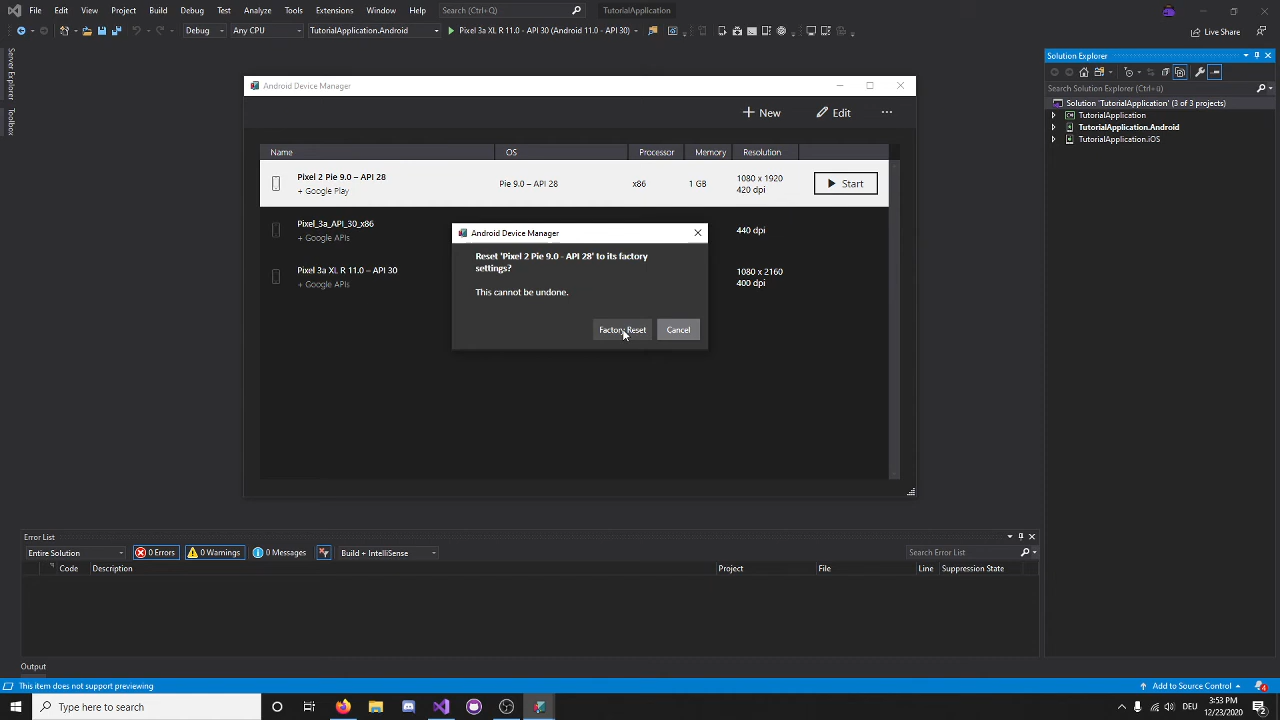 File Edit View Project Build Debug Test Analyze Tools Extensions Window Help Search (Ctrl+Q) TutorialApplication
Debug Any CPU TutorialApplication.Android Pixel 3a XL R 11.0 - API 30 (Android 11.0 - API 30) Live Share
Server Explorer
Toolbox
Android Device Manager
New Edit
Name OS Processor Memory Resolution
Pixel 2 Pie 9.0 – API 28 Pie 9.0 – API 28 x86 1 GB 1080 x 1920 Start
+ Google Play 420 dpi
Pixel_3a_API_30_x86 440 dpi
+ Google APIs
Pixel 3a XL R 11.0 – API 30 1080 x 2160
+ Google APIs 400 dpi
Android Device Manager
Reset 'Pixel 2 Pie 9.0 - API 28' to its factory
settings?
This cannot be undone.
Factory Reset Cancel
Solution Explorer
Search Solution Explorer (Ctrl+ü)
Solution 'TutorialApplication' (3 of 3 projects)
TutorialApplication
TutorialApplication.Android
TutorialApplication.iOS
Error List
Entire Solution 0 Errors 0 Warnings 0 Messages Build + IntelliSense Search Error List
Code Description Project File Line Suppression State
Output
This item does not support previewing Add to Source Control 4
Type here to search DEU 3:53 PM
12/23/2020 2